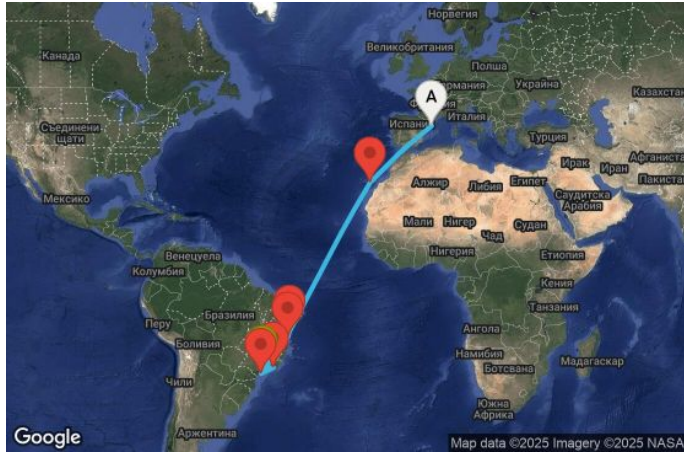 Норвегия
Канада
Великобритания
Полша
Украйна
Казахстан
A
Съединени
щати
Испани
Италия
Турция
Афганистан
Ирак
Иран
Пакистан
Мексико
Алжир
Либия
Египет
Саудитска
Арабия
Мали
Нигер
Чад
Судан
Венецуела
Колумбия
Нигерия
Етиопия
Кения
Перу
Бразилия
Танзания
Боливия
Ангола
Намибия
Ботсвана
Мадагаскар
Чили
Южна
Африка
Аржентина
Google
Map data ©2025 Imagery ©2025 NASA